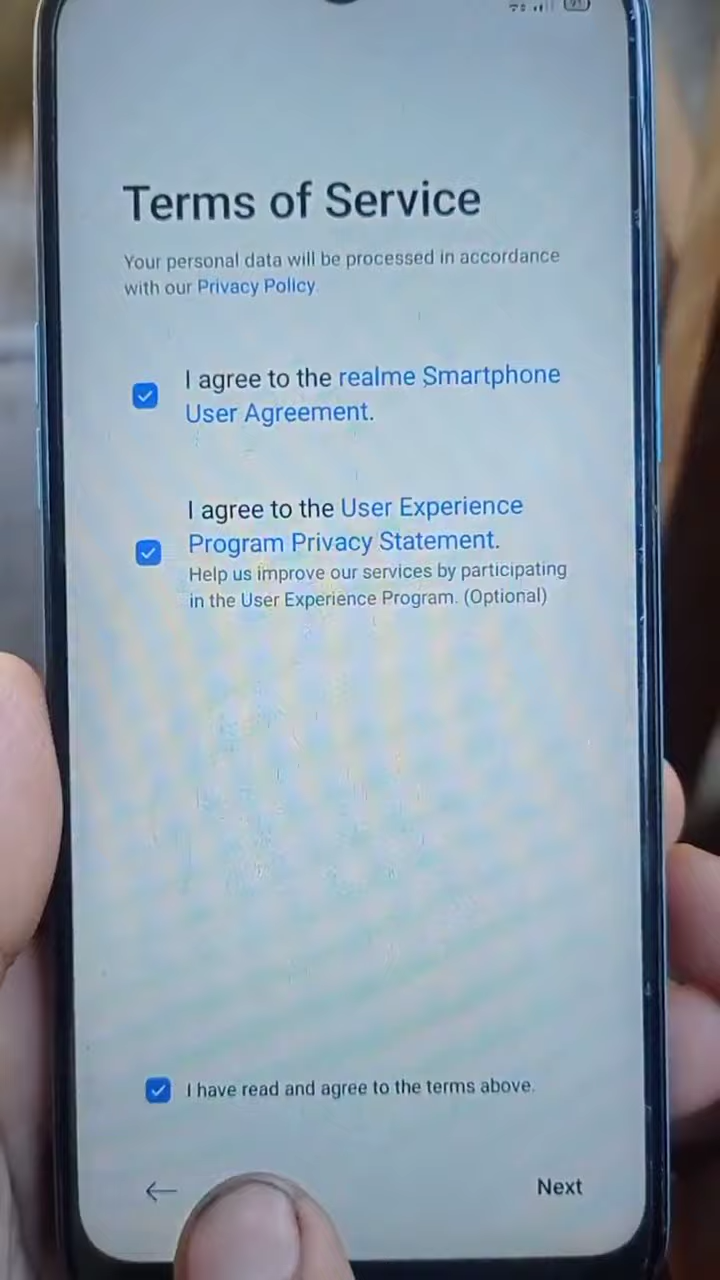 Terms of Service
Your personal data will be processed in accordance
with our Privacy Policy.
I agree to the realme Smartphone
User Agreement.
I agree to the User Experience
Program Privacy Statement.
Help us improve our services by participating
in the User Experience Program. (Optional)
I have read and agree to the terms above.
Next